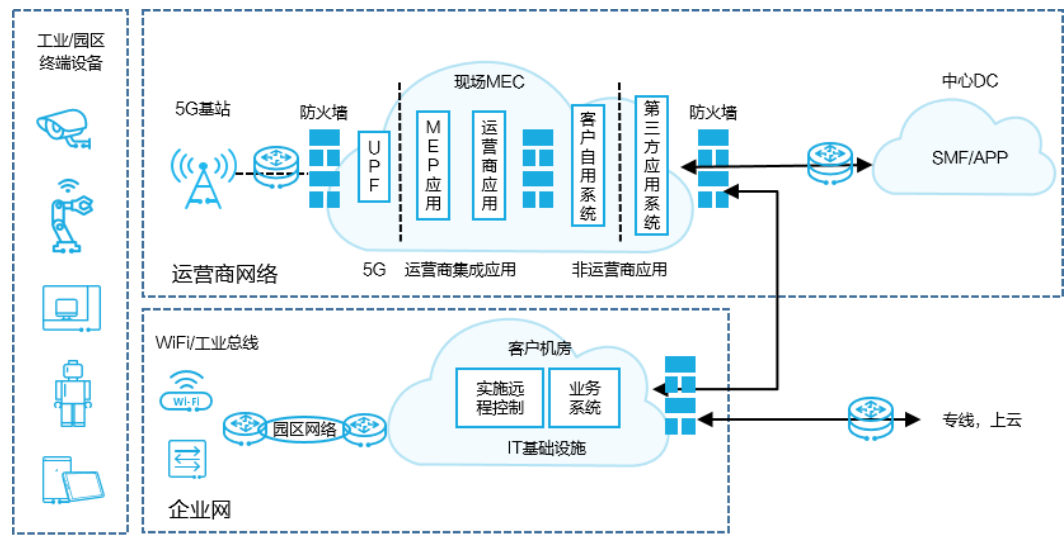 工业/园区
终端设备
5G基站
防火墙
现场MEC
UPF
MEP应用
运营商应用
客户自用系统
第三方应用系统
防火墙
中心DC
SMF/APP
5G
运营商集成应用
非运营商应用
运营商网络
WiFi/工业总线
Wi-Fi
园区网络
客户机房
实施远
程控制
业务
系统
IT基础设施
专线，上云
企业网